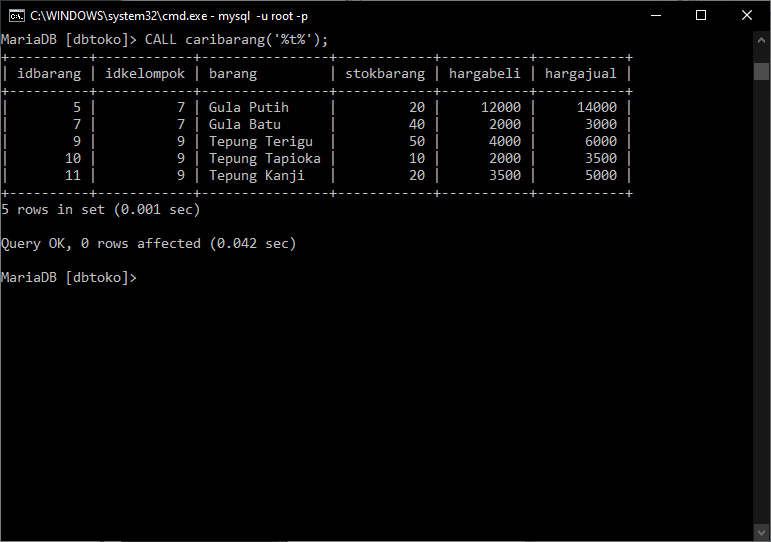 C:\WINDOWS\system32\cmd.exe - mysql -u root -p
MariaDB [dbtoko]> CALL caribarang('%t%');
+----------+------------+----------------+------------+-----------+-----------+
| idbarang | idkelompok | barang         | stokbarang | hargabeli | hargajual |
+----------+------------+----------------+------------+-----------+-----------+
|        5 |          7 | Gula Putih     |         20 |     12000 |     14000 |
|        7 |          7 | Gula Batu      |         40 |      2000 |      3000 |
|        9 |          9 | Tepung Terigu  |         50 |      4000 |      6000 |
|       10 |          9 | Tepung Tapioka |         10 |      2000 |      3500 |
|       11 |          9 | Tepung Kanji   |         20 |      3500 |      5000 |
+----------+------------+----------------+------------+-----------+-----------+
5 rows in set (0.001 sec)
Query OK, 0 rows affected (0.042 sec)
MariaDB [dbtoko]>